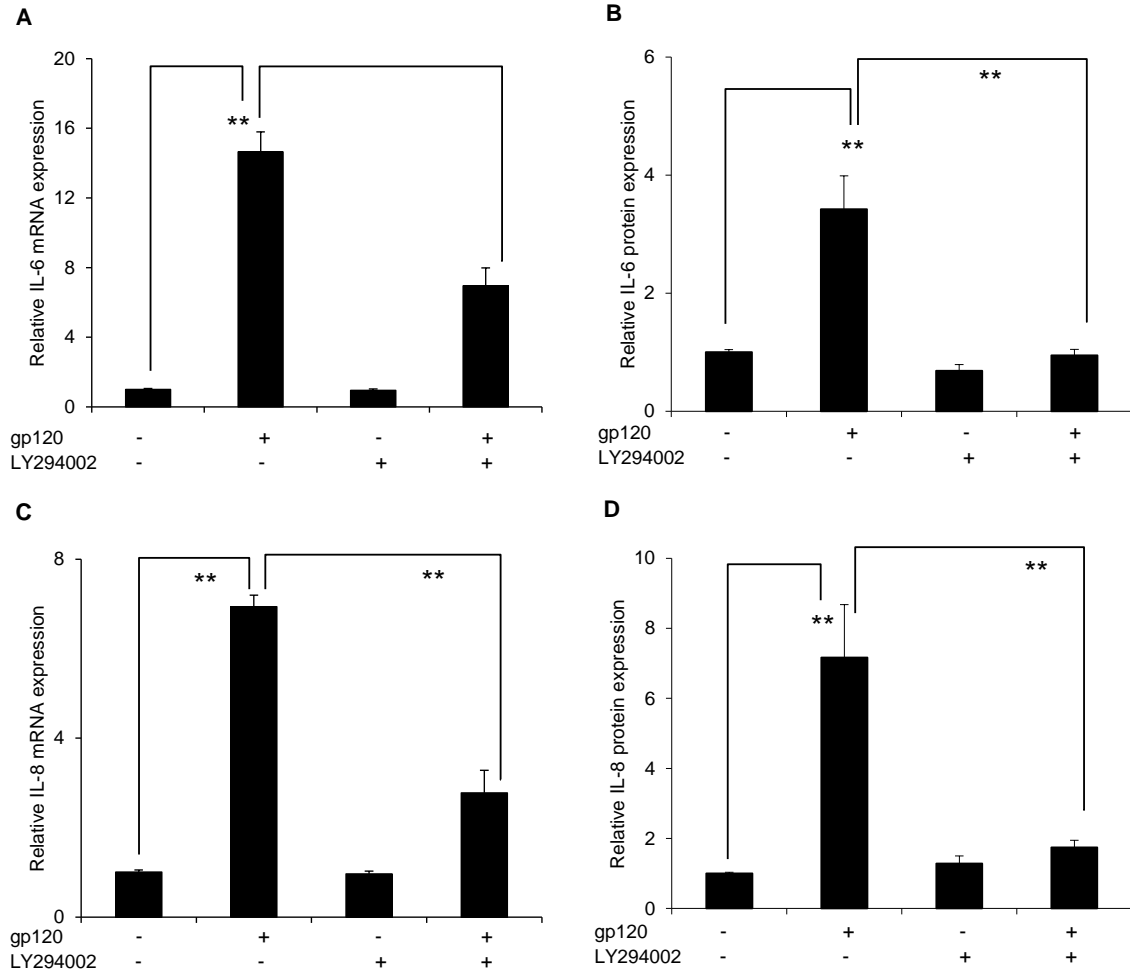 A
Relative IL-6 mRNA expression
20
16
12
8
4
0
**
gp120 - + - +
LY294002 - - + +
B
Relative IL-6 protein expression
6
4
2
0
**
**
gp120 - + - +
LY294002 - - + +
C
Relative IL-8 mRNA expression
8
4
0
** **
gp120 - + - +
LY294002 - - + +
D
Relative IL-8 protein expression
10
8
6
4
2
0
**
**
gp120 - + - +
LY294002 - - + +